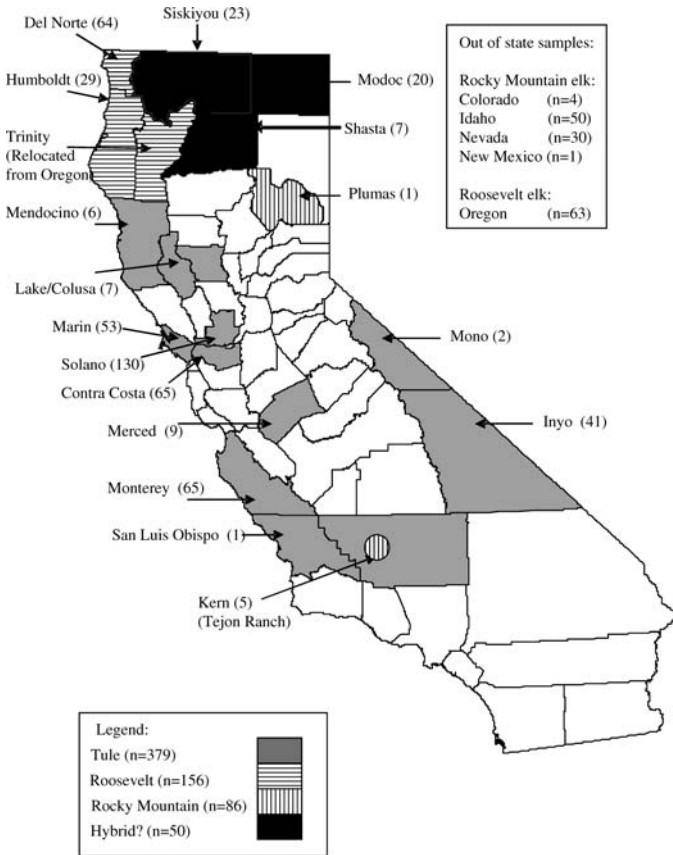 Siskiyou (23)
Del Norte (64)
Humboldt (29)
Modoc (20)
Shasta (7)
Trinity
(Relocated
from Oregon)
Plumas (1)
Mendocino (6)
Lake/Colusa
(7)
Marin (53)
Mono (2)
Solano (130)
Contra Costa (65)
Merced (9)
Inyo (41)
Monterey (65)
San Luis Obispo (1)
Kern (5)
(Tejon Ranch)
Out of state samples:
Rocky Mountain elk:
Colorado (n=4)
Idaho (n=50)
Nevada (n=30)
New Mexico (n=1)
Roosevelt elk:
Oregon (n=63)
Legend:
Tule (n=379)
Roosevelt (n=156)
Rocky Mountain (n=86)
Hybrid? (n=50)